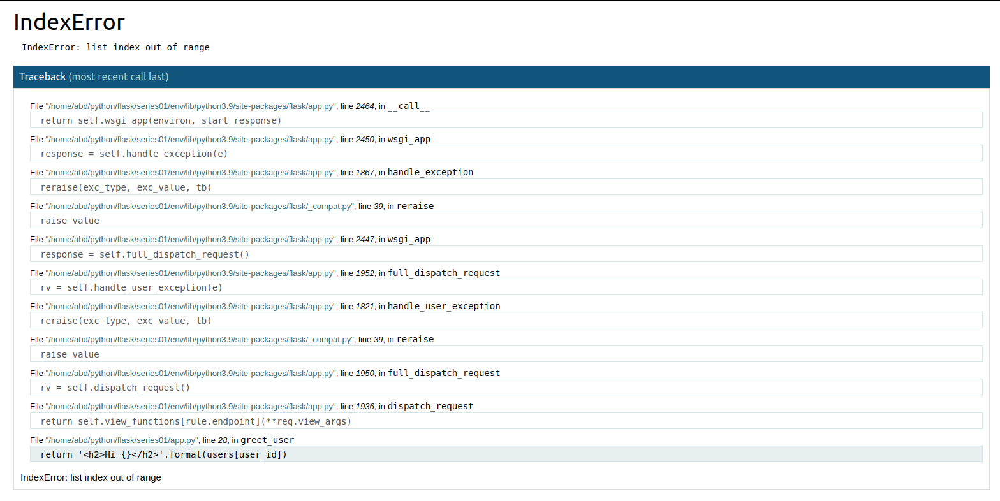 IndexError
IndexError: list index out of range
Traceback (most recent call last)
File "/home/abd/python/flask/series01/env/lib/python3.9/site-packages/flask/app.py", line 2464, in __call__
return self.wsgi_app(environ, start_response)
File "/home/abd/python/flask/series01/env/lib/python3.9/site-packages/flask/app.py", line 2450, in wsgi_app
response = self.handle_exception(e)
File "/home/abd/python/flask/series01/env/lib/python3.9/site-packages/flask/app.py", line 1867, in handle_exception
reraise(exc_type, exc_value, tb)
File "/home/abd/python/flask/series01/env/lib/python3.9/site-packages/flask/_compat.py", line 39, in reraise
raise value
File "/home/abd/python/flask/series01/env/lib/python3.9/site-packages/flask/app.py", line 2447, in wsgi_app
response = self.full_dispatch_request()
File "/home/abd/python/flask/series01/env/lib/python3.9/site-packages/flask/app.py", line 1952, in full_dispatch_request
rv = self.handle_user_exception(e)
File "/home/abd/python/flask/series01/env/lib/python3.9/site-packages/flask/app.py", line 1821, in handle_user_exception
reraise(exc_type, exc_value, tb)
File "/home/abd/python/flask/series01/env/lib/python3.9/site-packages/flask/_compat.py", line 39, in reraise
raise value
File "/home/abd/python/flask/series01/env/lib/python3.9/site-packages/flask/app.py", line 1950, in full_dispatch_request
rv = self.dispatch_request()
File "/home/abd/python/flask/series01/env/lib/python3.9/site-packages/flask/app.py", line 1936, in dispatch_request
return self.view_functions[rule.endpoint](**req.view_args)
File "/home/abd/python/flask/series01/app.py", line 28, in greet_user
return '<h2>Hi {}</h2>'.format(users[user_id])
IndexError: list index out of range